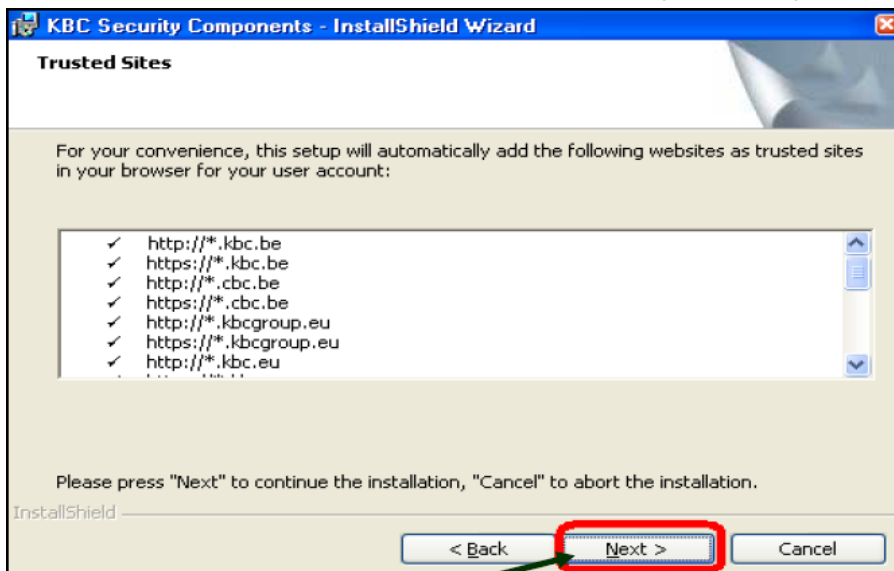 KBC Security Components - InstallShield Wizard
Trusted Sites
For your convenience, this setup will automatically add the following websites as trusted sites
in your browser for your user account:
✓ http://*.kbc.be
✓ https://*.kbc.be
✓ http://*.cbc.be
✓ https://*.cbc.be
✓ http://*.kbcgroup.eu
✓ https://*.kbcgroup.eu
✓ http://*.kbc.eu
Please press "Next" to continue the installation, "Cancel" to abort the installation.
InstallShield
< Back Next > Cancel